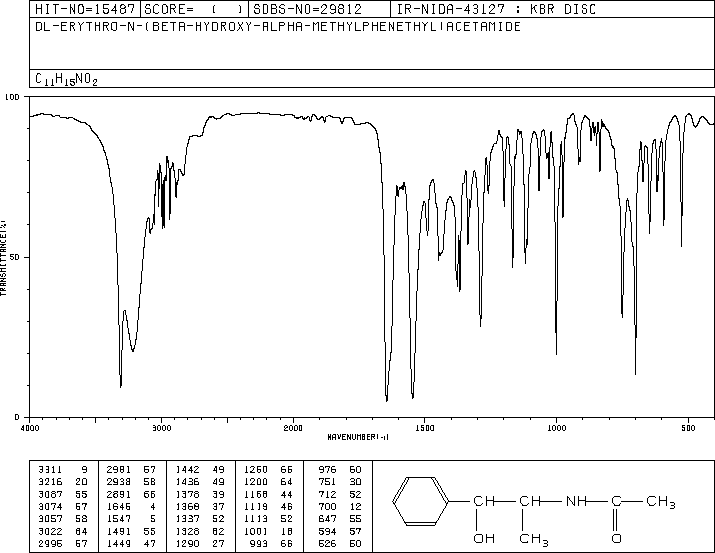 HIT-NO=15487 SCORE= ( ) SDBS-NO=29812 IR-NIDA-43127 : KBR DISC
DL-ERYTHRO-N-(BETA-HYDROXY-ALPHA-METHYLPHENETHYL)ACETAMIDE
C11H15NO2
100
50
0
TRANSMITTANCE(%)
4000 3000 2000 1500 1000 500
WAVENUMBER(-1)
3311 9 2981 57 1442 49 1260 66 976 60
3216 20 2938 58 1436 49 1200 64 751 30
3087 55 2891 66 1378 39 1168 44 712 52
3074 57 1646 4 1368 37 1119 46 700 12
3057 58 1547 5 1337 52 1113 52 647 55
3022 64 1491 55 1328 62 1001 18 594 57
2995 57 1449 47 1290 27 993 66 526 50
CH CH NH C CH3
OH CH3 O